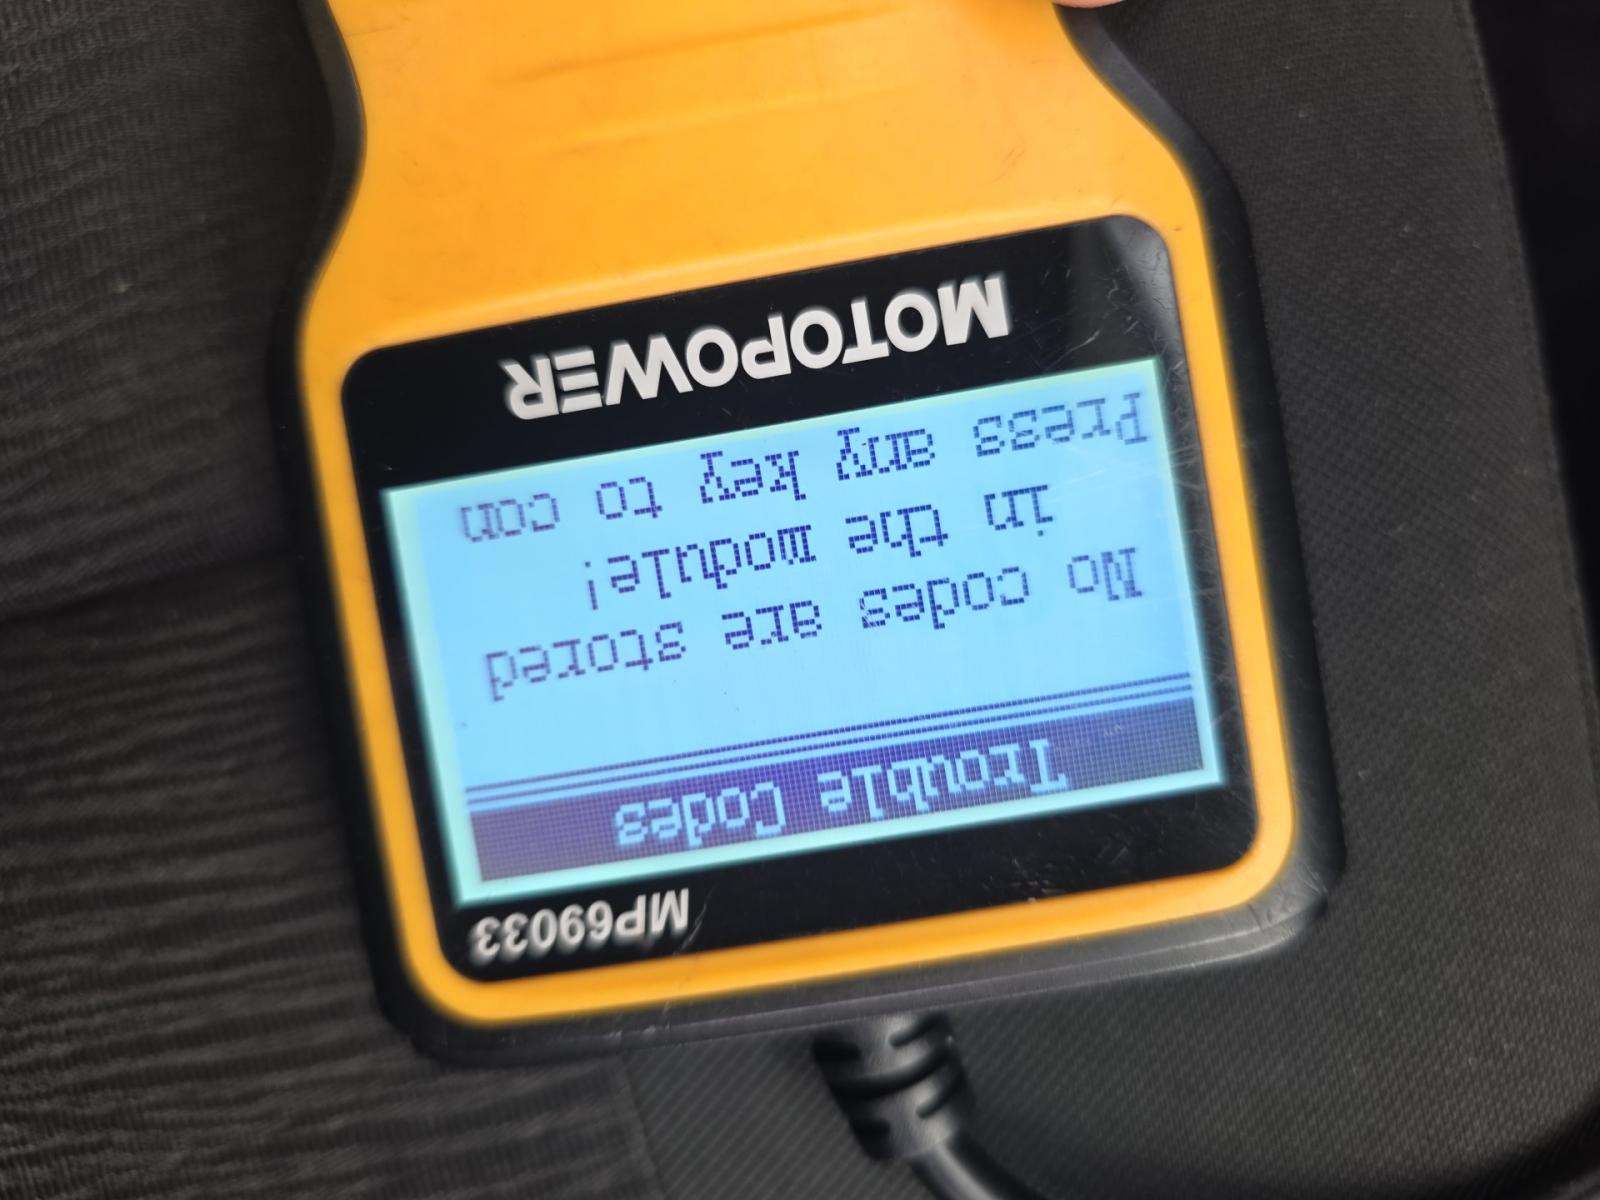 MP69033
Trouble Codes
No codes are stored
in the module!
Press any key to con
MOTOPOWER